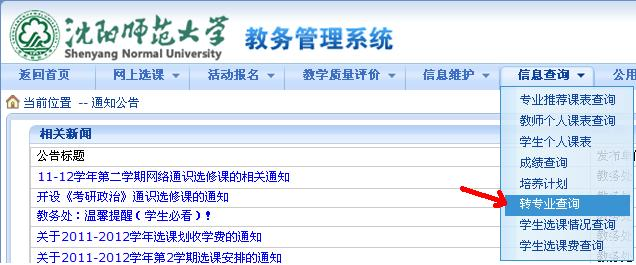 沈阳师范大学
Shenyang Normal University
教务管理系统
返回首页 网上选课 活动报名 教学质量评价 信息维护 信息查询 公用
当前位置 -- 通知公告
相关新闻
公告标题
11-12学年第二学期网络通识选修课的相关通知
开设《考研政治》通识选修课的通知
教务处：温馨提醒（学生必看）！
关于2011-2012学年选课划收学费的通知
关于2011-2012学年第2学期选课安排的通知
专业推荐课表查询
教师个人课表查询
学生个人课表
成绩查询
培养计划
转专业查询
学生选课情况查询
学生选课费查询